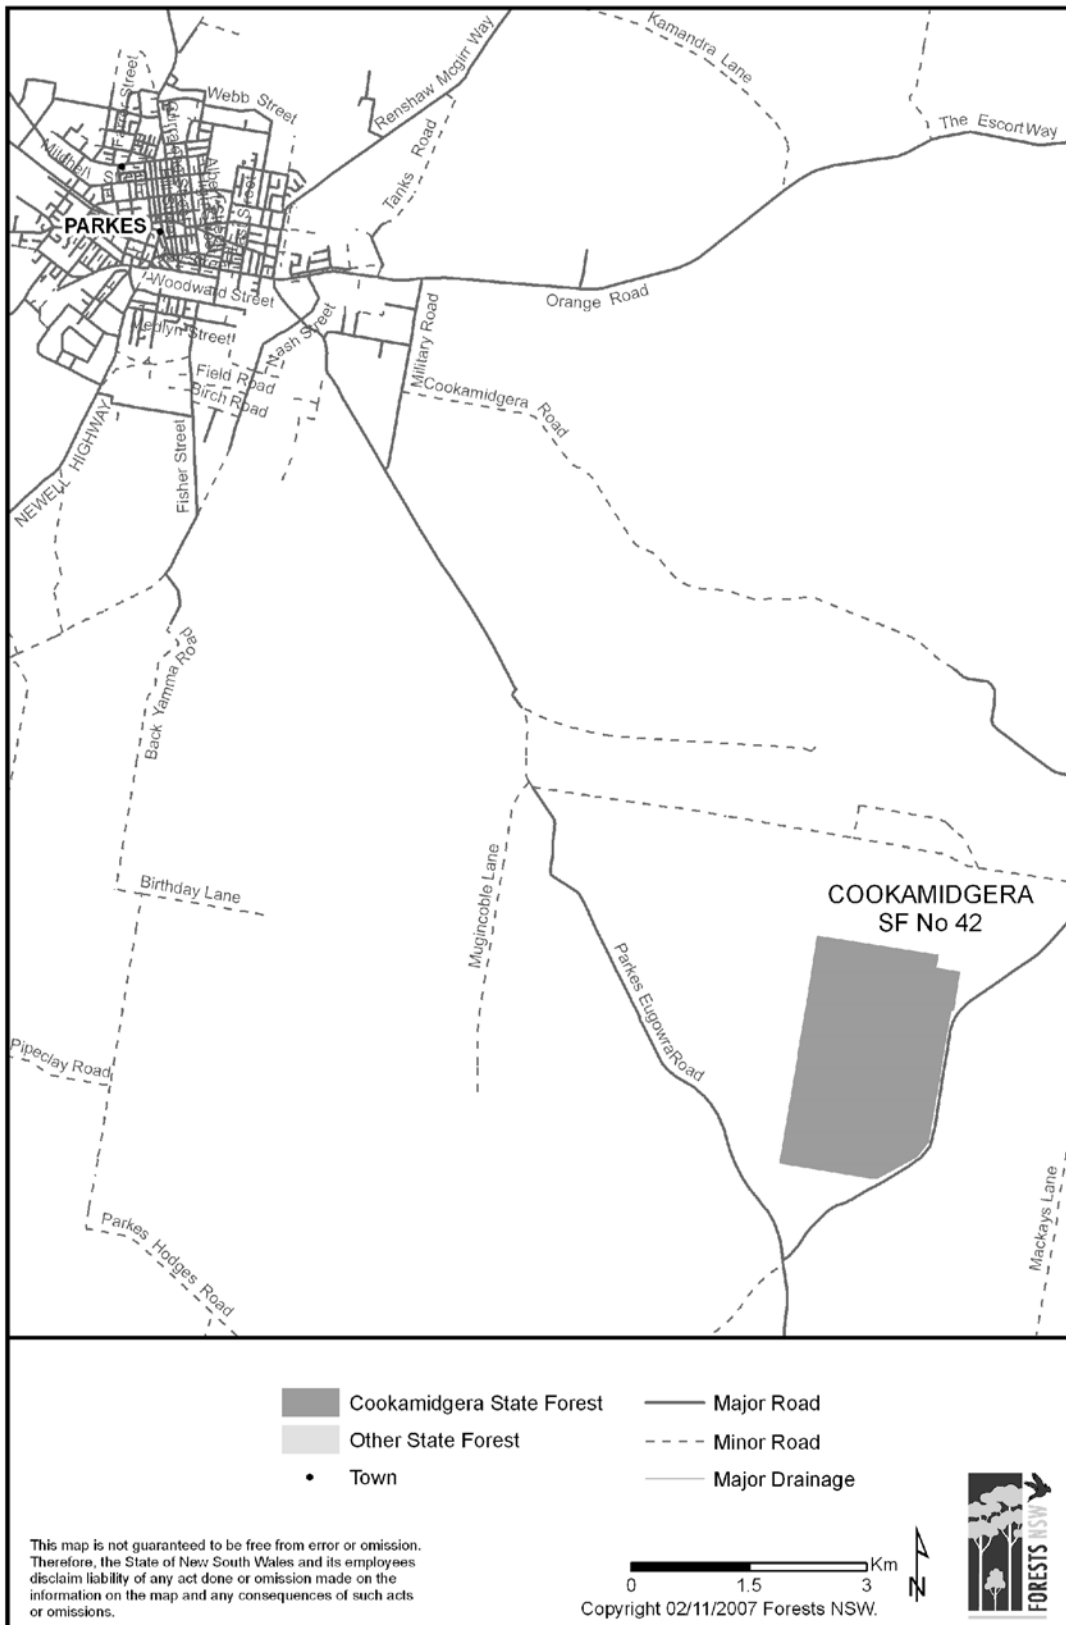 Kamandra Lane
Renshaw Mcgirr Way
Farrer Street
Webb Street
The Escort Way
Tanks Road
Mitchell Street
PARKES
Woodward Street
Orange Road
Medlyn Street
Nash Street
Military Road
Field Road
Birch Road
Cookamidgera Road
NEWELL HIGHWAY
Fisher Street
Back Yamma Road
Birthday Lane
Mugincoble Lane
COOKAMIDGERA
SF No 42
Parkes Eugowra Road
Pipeclay Road
Mackays Lane
Parkes Hodges Road
Cookamidgera State Forest
Major Road
Other State Forest
Minor Road
Town
Major Drainage
This map is not guaranteed to be free from error or omission.
Therefore, the State of New South Wales and its employees
disclaim liability of any act done or omission made on the
information on the map and any consequences of such acts
or omissions.
Km
0 1.5 3
N
Copyright 02/11/2007 Forests NSW.
FORESTS NSW